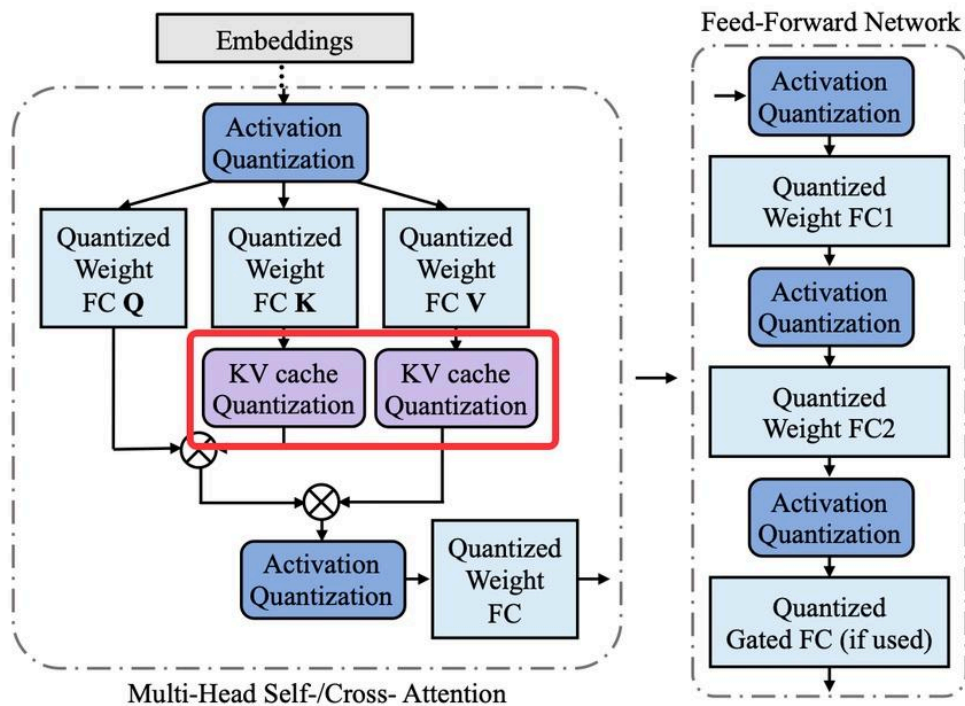 Embeddings
Activation
Quantization
Quantized
Weight
FC Q
Quantized
Weight
FC K
Quantized
Weight
FC V
KV cache
Quantization
KV cache
Quantization
Activation
Quantization
Quantized
Weight
FC
Multi-Head Self-/Cross- Attention
Feed-Forward Network
Activation
Quantization
Quantized
Weight FC1
Activation
Quantization
Quantized
Weight FC2
Activation
Quantization
Quantized
Gated FC (if used)